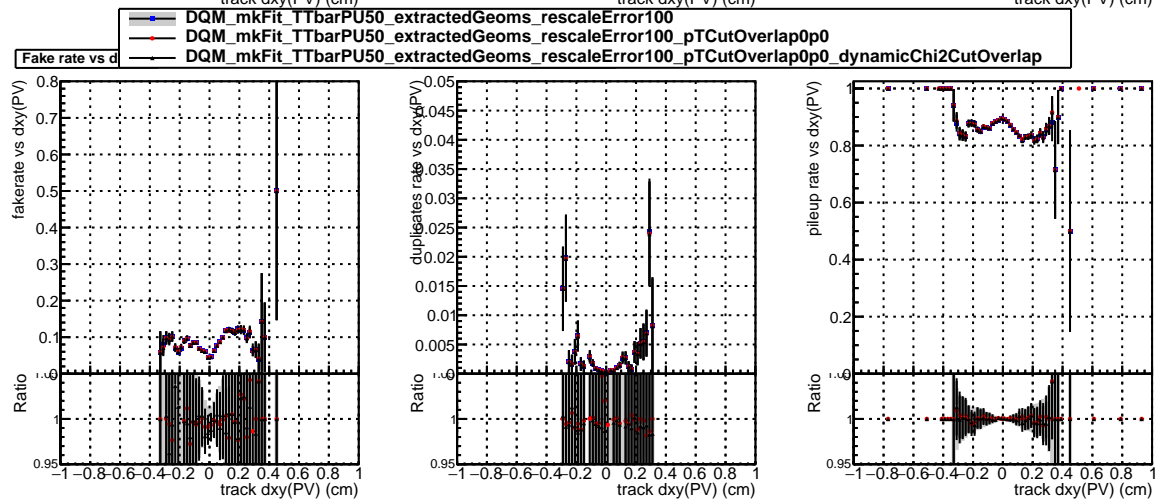 track dxy(PV) (cm) track dxy(PV) (cm) track dxy(PV) (cm)
DQM_mkFit_TTbarPU50_extractedGeoms_rescaleError100
DQM_mkFit_TTbarPU50_extractedGeoms_rescaleError100_pTCutOverlap0p0
DQM_mkFit_TTbarPU50_extractedGeoms_rescaleError100_pTCutOverlap0p0_dynamicChi2CutOverlap
Fake rate vs d
fakerate vs dxy(PV)
0.8
0.7
0.6
0.5
0.4
0.3
0.2
0.1
0
Ratio
1
0.95
−1 −0.8 −0.6 −0.4 −0.2 0 0.2 0.4 0.6 0.8 1
track dxy(PV) (cm)
duplicates rate vs dxy(PV)
0.05
0.045
0.04
0.035
0.03
0.025
0.02
0.015
0.01
0.005
0
Ratio
1
0.95
−1 −0.8 −0.6 −0.4 −0.2 0 0.2 0.4 0.6 0.8 1
track dxy(PV) (cm)
pileup rate vs dxy(PV)
1
0.8
0.6
0.4
0.2
0
Ratio
1
0.95
−1 −0.8 −0.6 −0.4 −0.2 0 0.2 0.4 0.6 0.8 1
track dxy(PV) (cm)